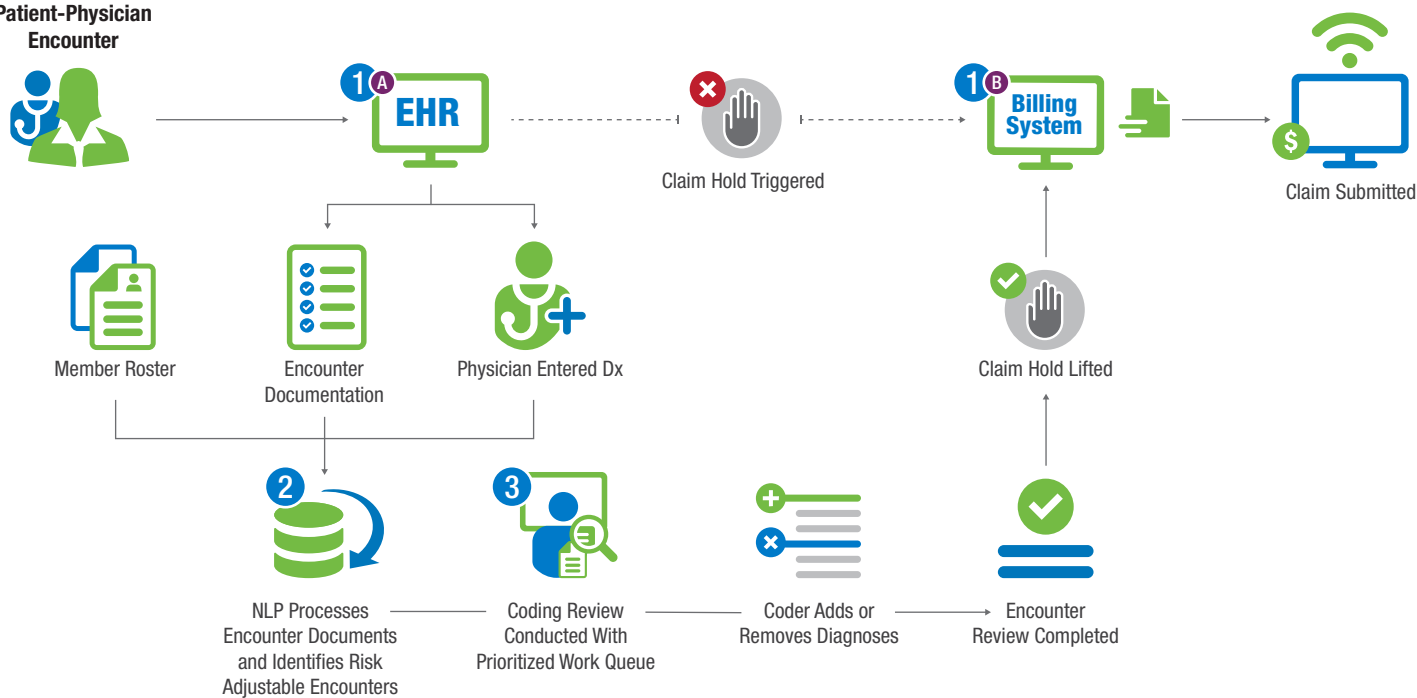 Patient-Physician
Encounter
1 A
EHR
Claim Hold Triggered
1 B
Billing
System
$
Claim Submitted
Member Roster
Encounter
Documentation
Physician Entered Dx
Claim Hold Lifted
2
NLP Processes
Encounter Documents
and Identifies Risk
Adjustable Encounters
3
Coding Review
Conducted With
Prioritized Work Queue
Coder Adds or
Removes Diagnoses
Encounter
Review Completed